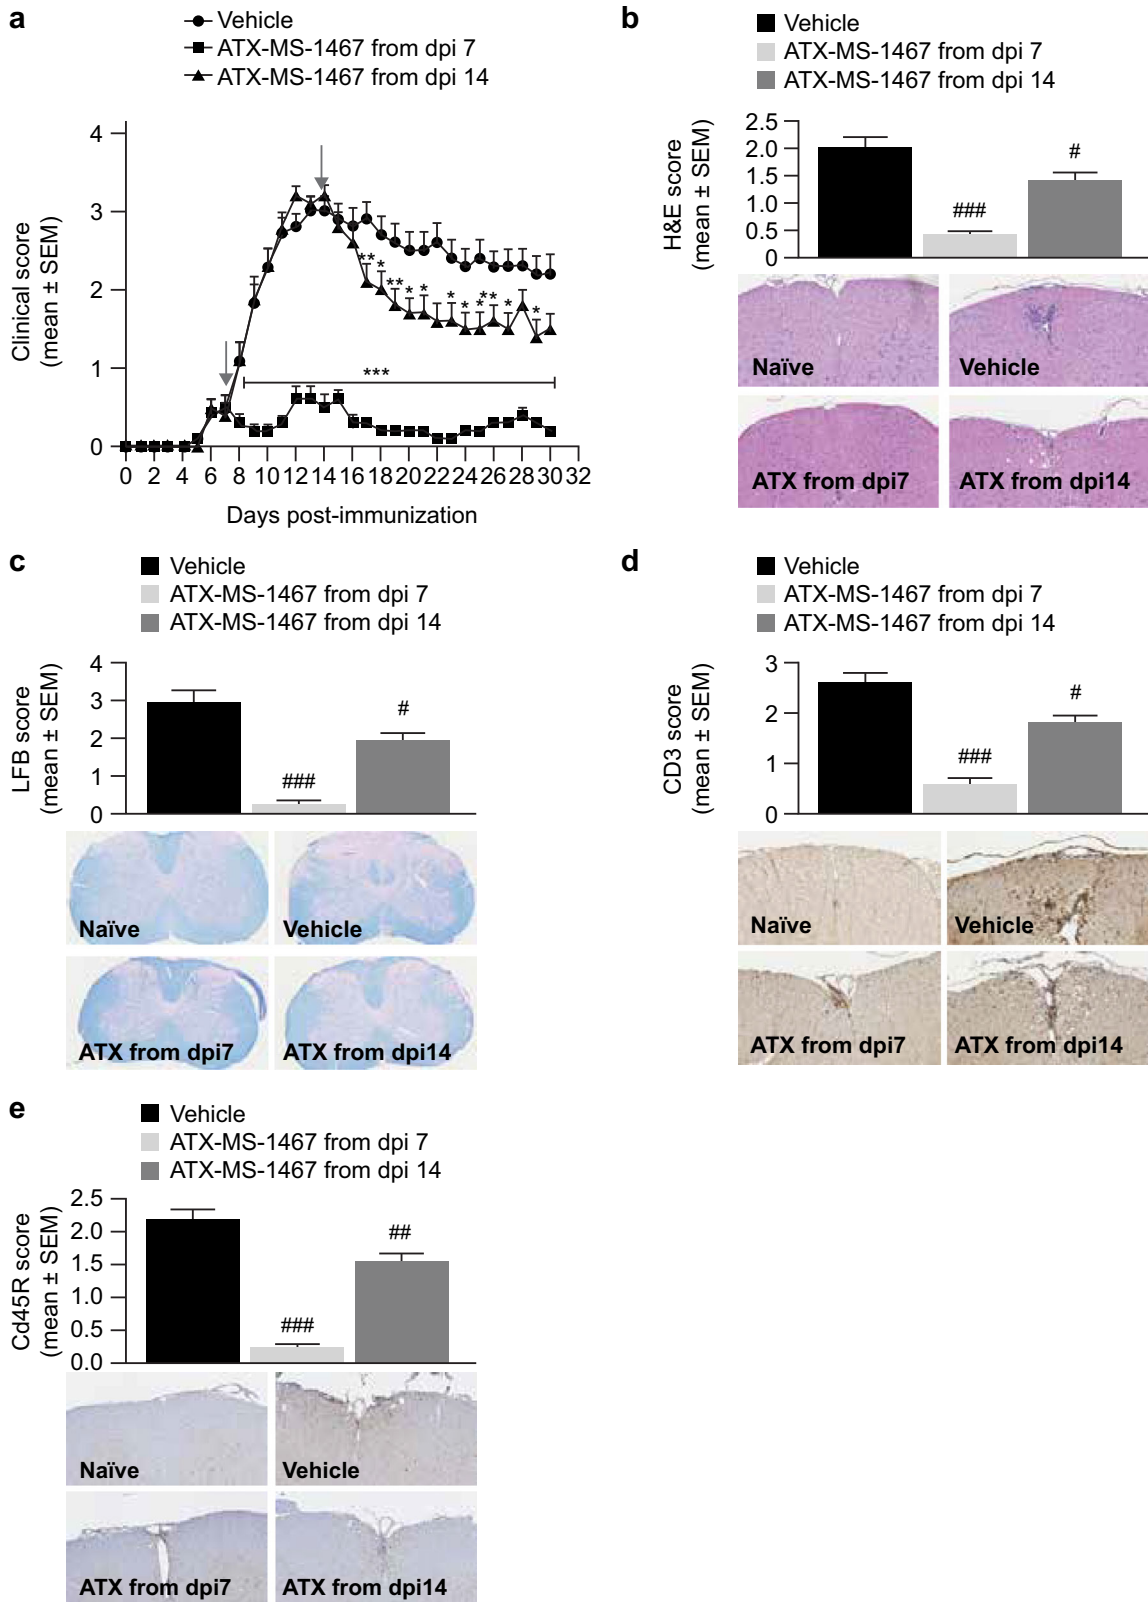 a
Vehicle
ATX-MS-1467 from dpi 7
ATX-MS-1467 from dpi 14
Clinical score
(mean ± SEM)
4
3
2
1
0
** * ** * * * * ** * *
*
***
0 2 4 6 8 10 12 14 16 18 20 22 24 26 28 30 32
Days post-immunization
b
Vehicle
ATX-MS-1467 from dpi 7
ATX-MS-1467 from dpi 14
H&E score
(mean ± SEM)
2.5
2.0
1.5
1.0
0.5
0
###
#
Naïve
Vehicle
ATX from dpi7
ATX from dpi14
c
Vehicle
ATX-MS-1467 from dpi 7
ATX-MS-1467 from dpi 14
LFB score
(mean ± SEM)
4
3
2
1
0
###
#
Naïve
Vehicle
ATX from dpi7
ATX from dpi14
d
Vehicle
ATX-MS-1467 from dpi 7
ATX-MS-1467 from dpi 14
CD3 score
(mean ± SEM)
3
2
1
0
###
#
Naïve
Vehicle
ATX from dpi7
ATX from dpi14
e
Vehicle
ATX-MS-1467 from dpi 7
ATX-MS-1467 from dpi 14
Cd45R score
(mean ± SEM)
2.5
2.0
1.5
1.0
0.5
0.0
###
##
Naïve
Vehicle
ATX from dpi7
ATX from dpi14